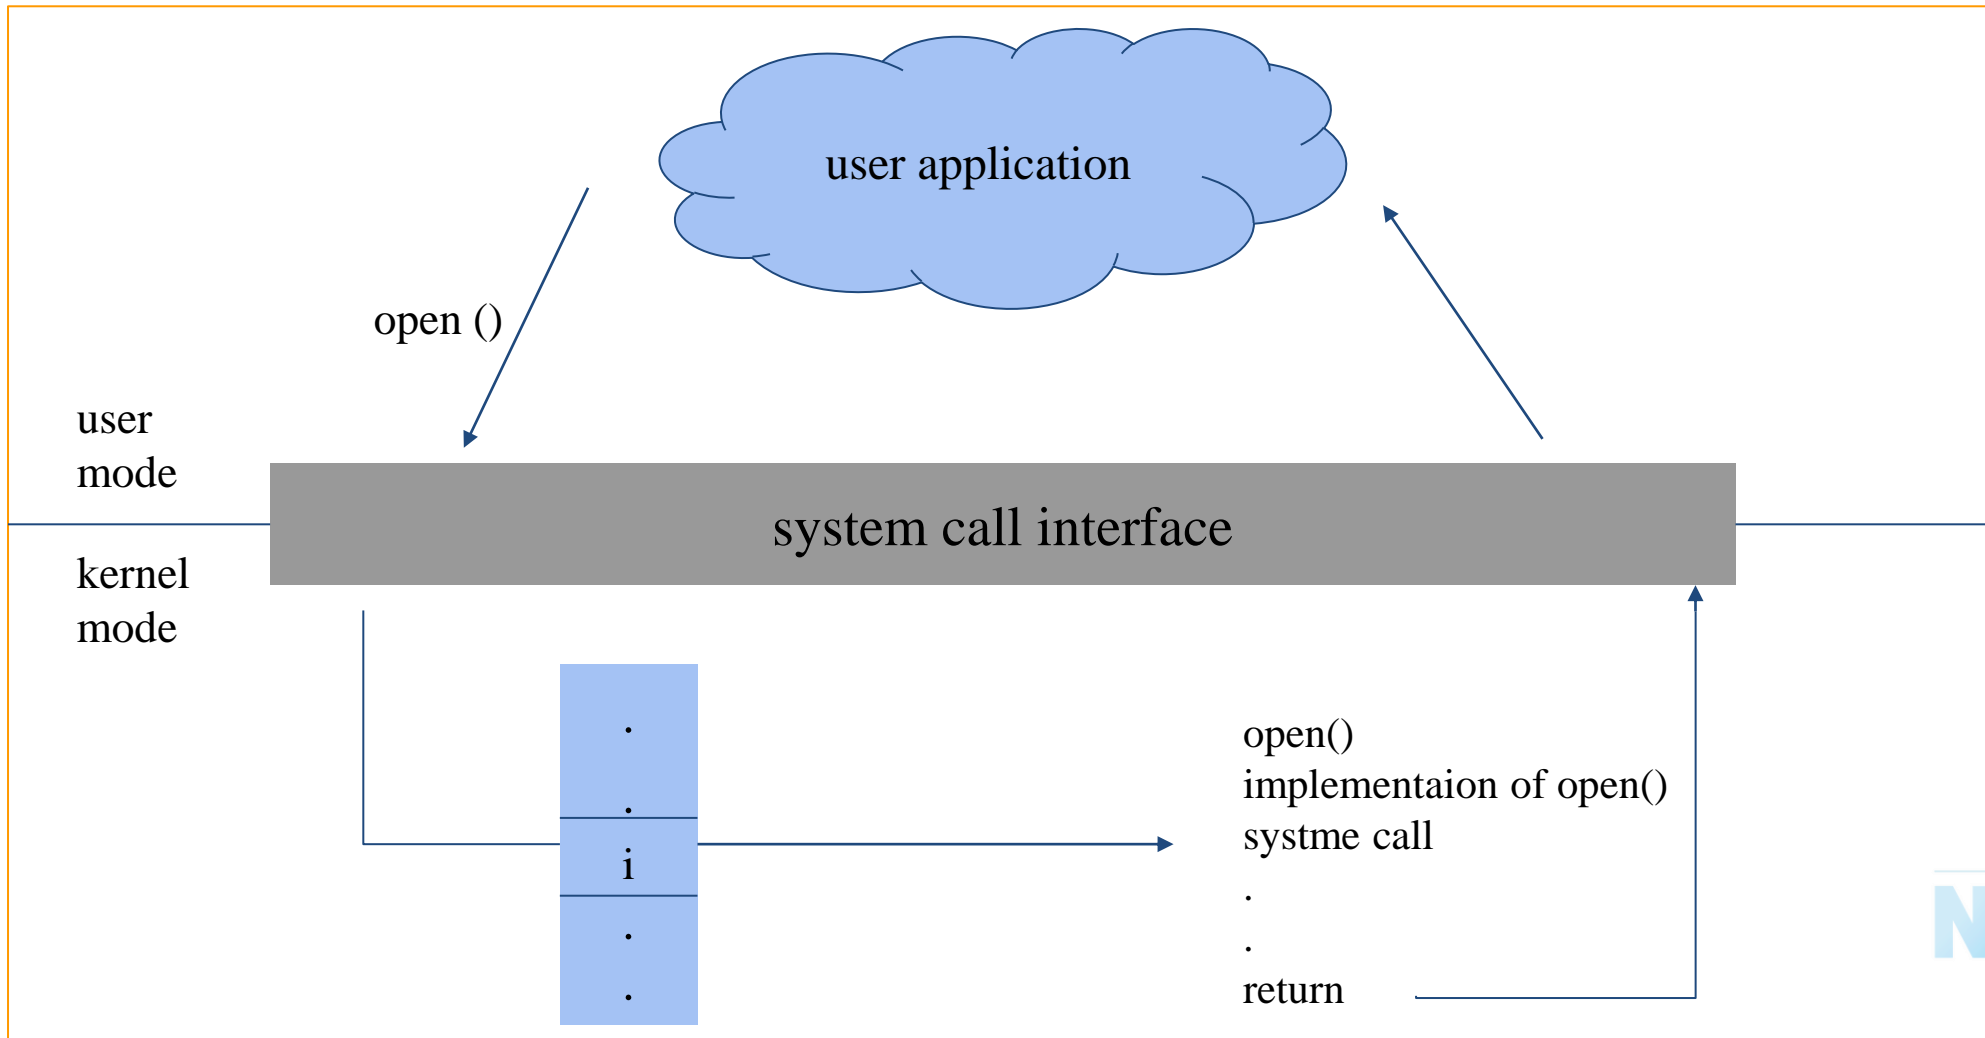 user application
open ()
user
mode
system call interface
kernel
mode
.
.
i
.
.
open()
implementaion of open()
systme call
.
.
return
N